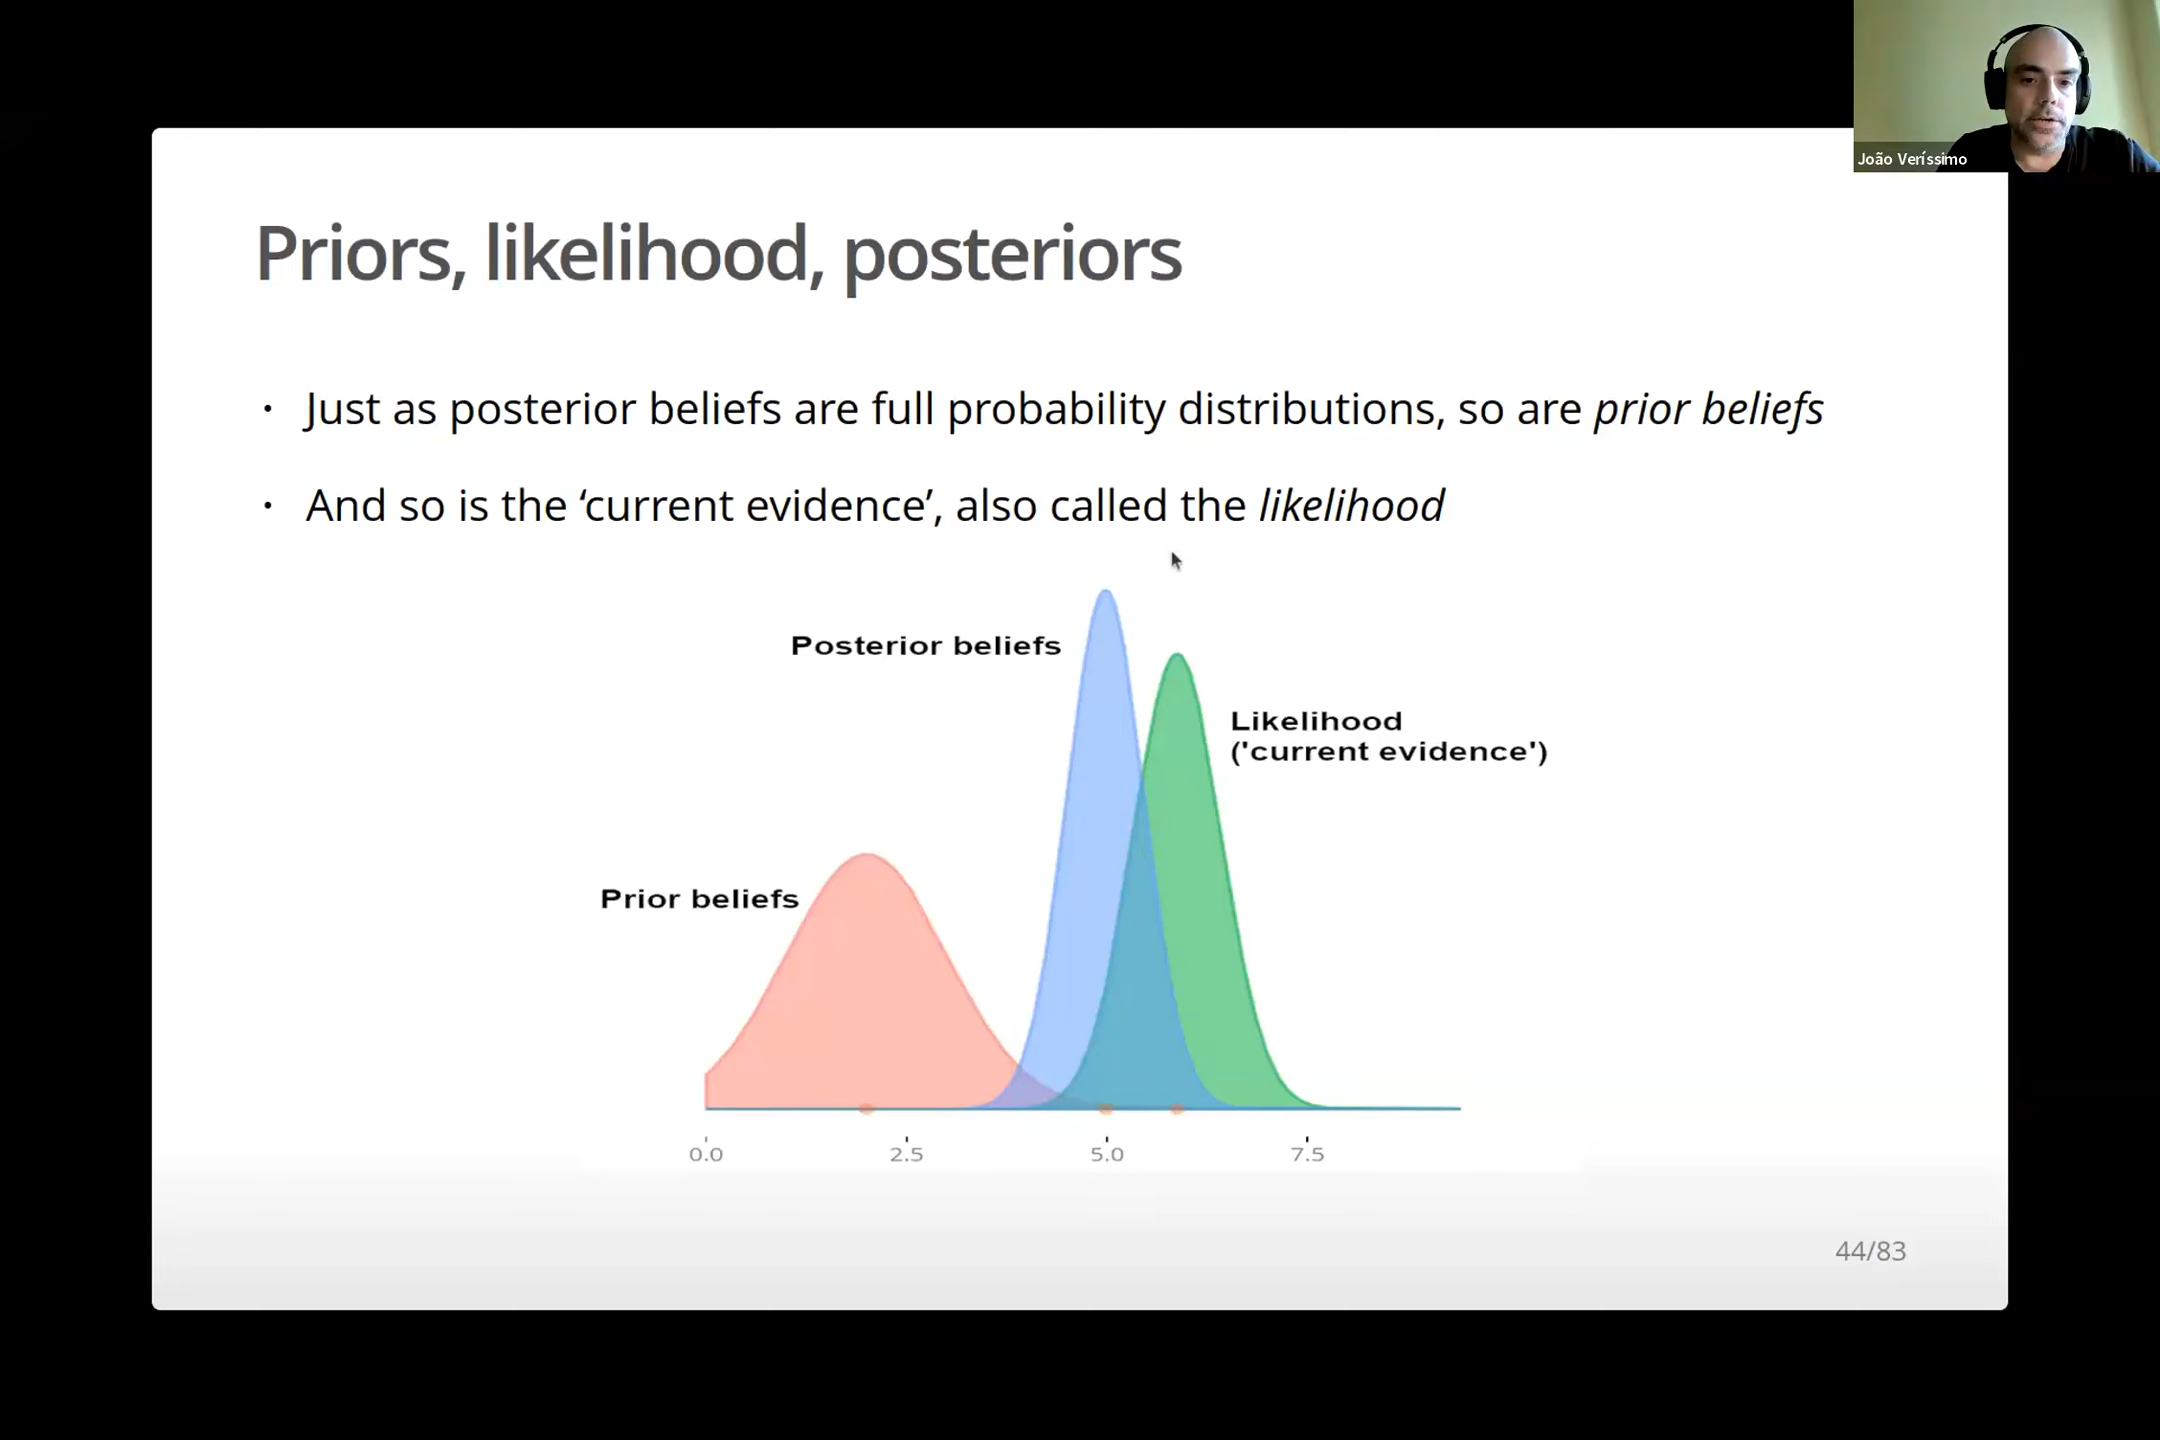 João Veríssimo
Priors, likelihood, posteriors
• Just as posterior beliefs are full probability distributions, so are prior beliefs
• And so is the ‘current evidence’, also called the likelihood
Posterior beliefs
Likelihood
('current evidence')
Prior beliefs
0.0 2.5 5.0 7.5
44/83